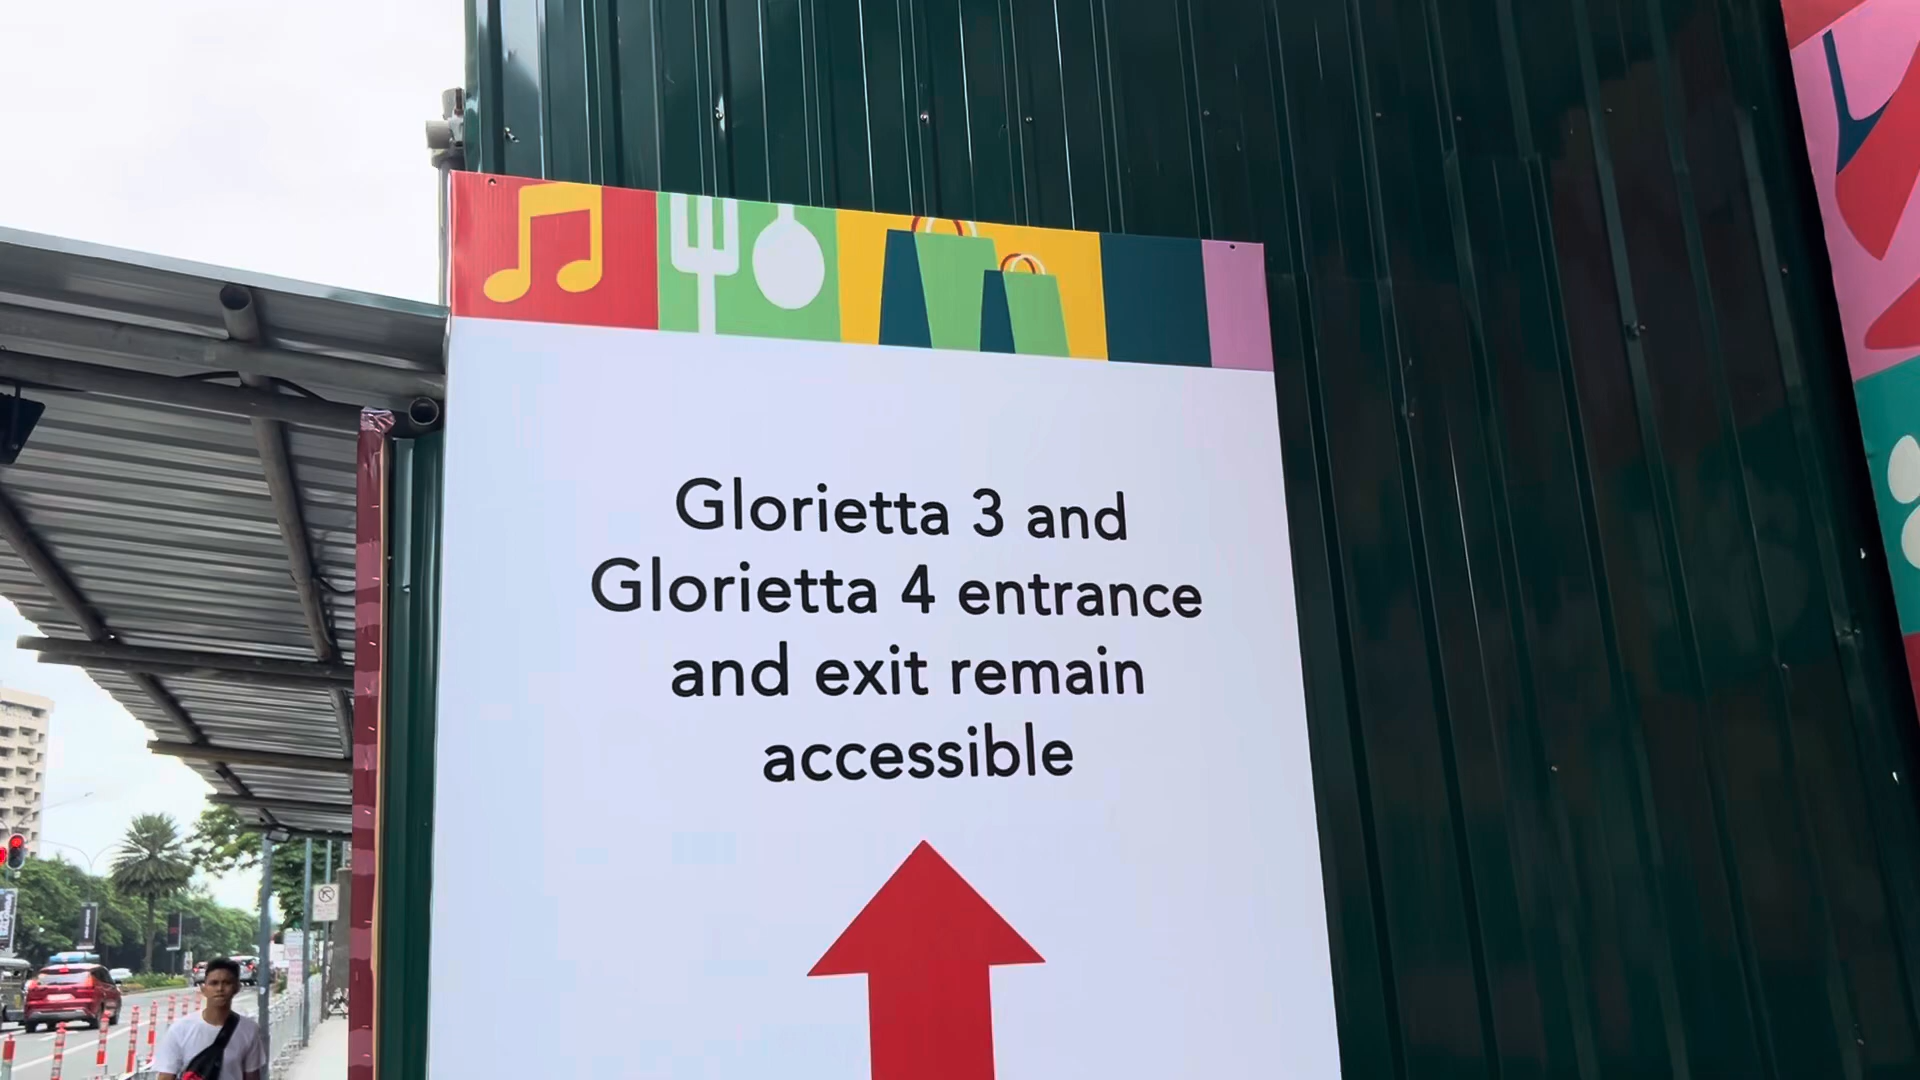 Glorietta 3 and
Glorietta 4 entrance
and exit remain
accessible